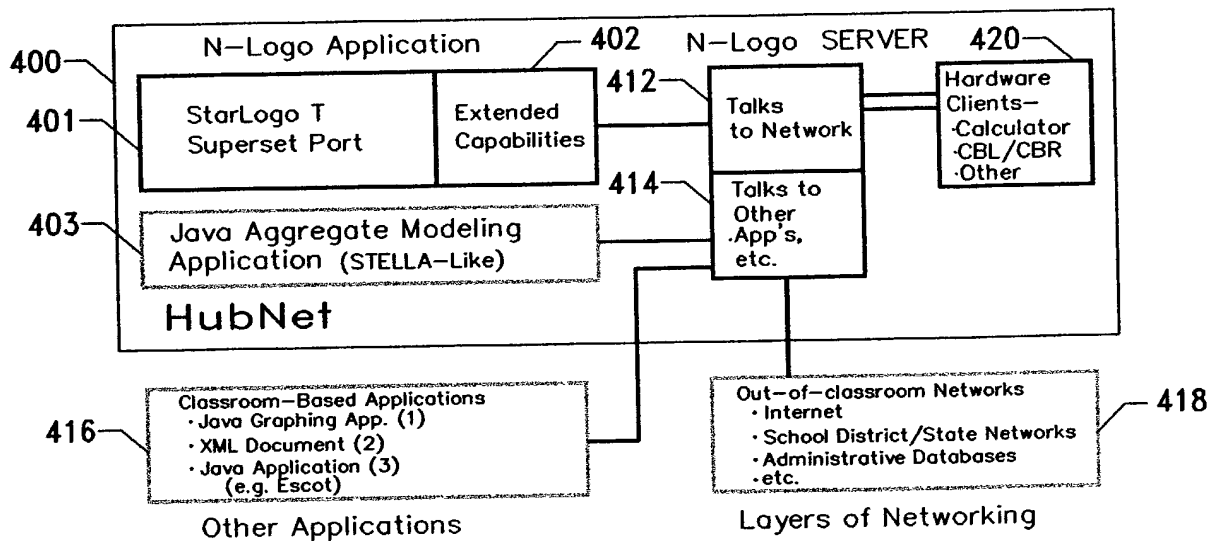 N-Logo Application
402
N-Logo SERVER
420
400
401
StarLogo T
Superset Port
Extended
Capabilities
412
Talks
to Network
Hardware
Clients-
·Calculator
·CBL/CBR
·Other
414
Talks to
Other
.App's,
etc.
403
Java Aggregate Modeling
Application (STELLA-Like)
HubNet
416
Classroom-Based Applications
· Java Graphing App. (1)
· XML Document (2)
· Java Application (3)
(e.g. Escot)
Other Applications
Out-of-classroom Networks
· Internet
· School District/State Networks
· Administrative Databases
· etc.
418
Layers of Networking